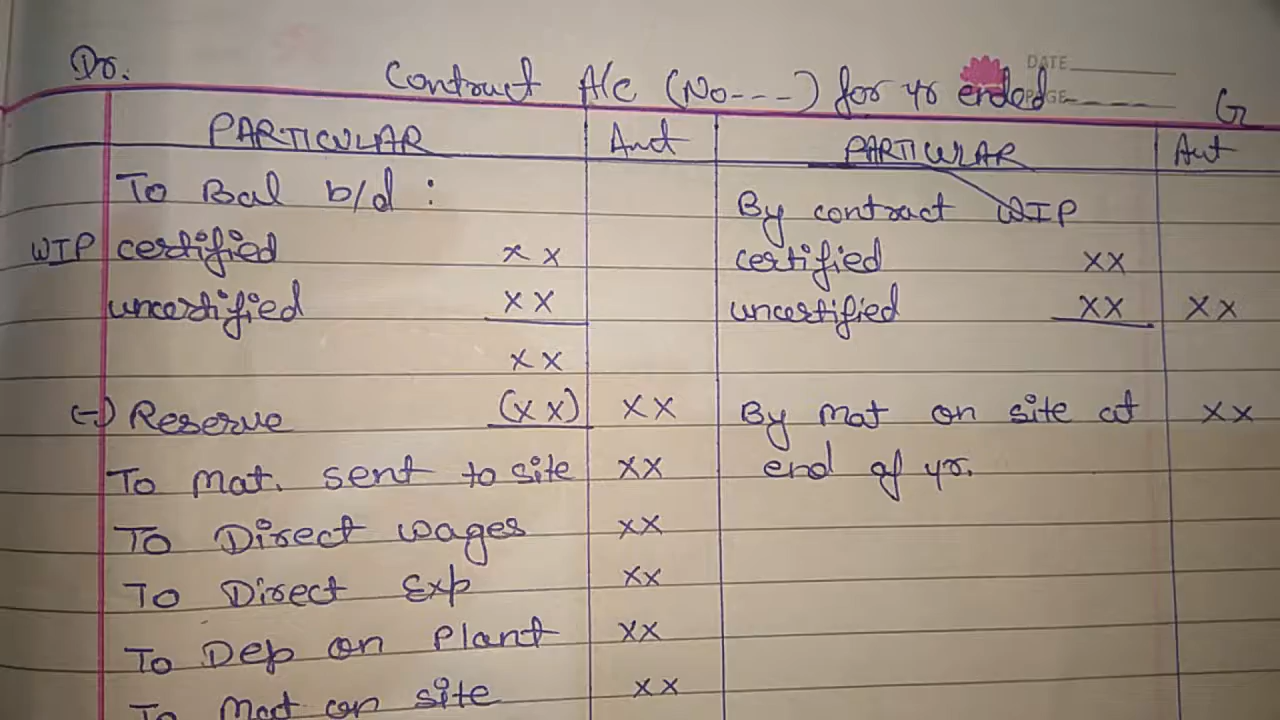 Dr. Contract A/c (No---) for yr ended----- Cr
DATE
PAGE
PARTICULAR Amt PARTICULAR Amt
To Bal b/d : By contract WIP
WIP certified x x certified xx
uncertified xx uncertified xx xx
xx
(-) Reserve (xx) xx By mat on site at xx
To mat. sent to site xx end of yr.
To Direct wages xx
To Direct Exp xx
To Dep on Plant xx
To Mat on site xx